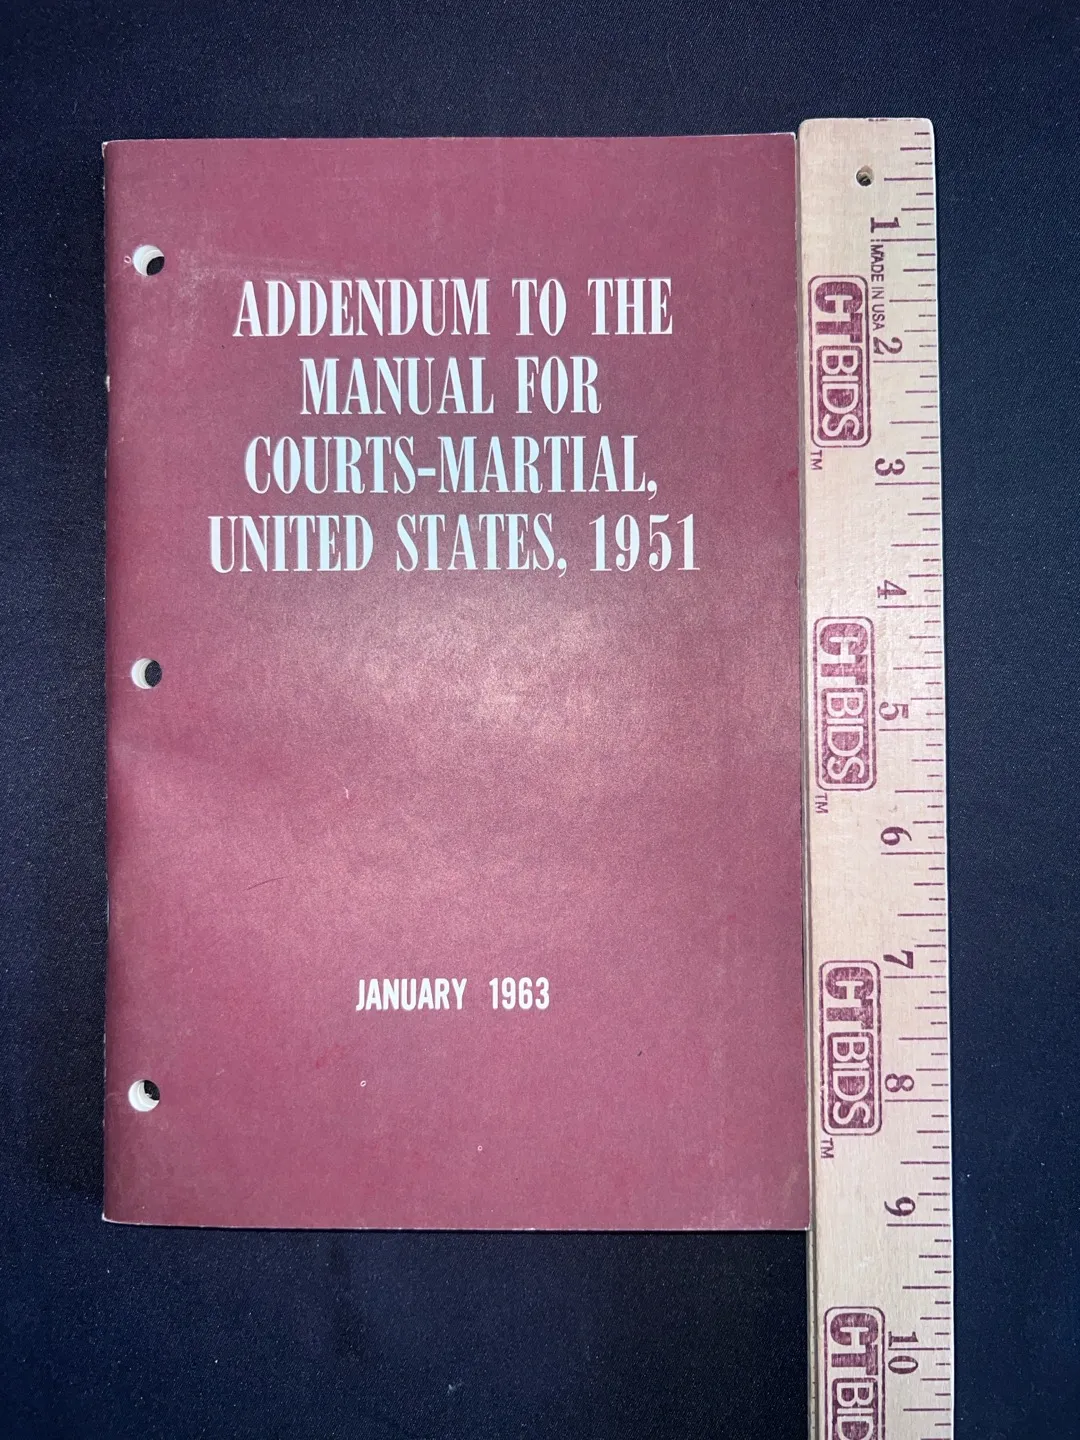 ADDENDUM TO THE
MANUAL FOR
COURTS-MARTIAL,
UNITED STATES, 1951
JANUARY 1963
1
MADE IN USA
2
CTBIDS
TM
3
4
CTBIDS
TM
5
6
7
CTBIDS
TM
8
9
10
CTBID